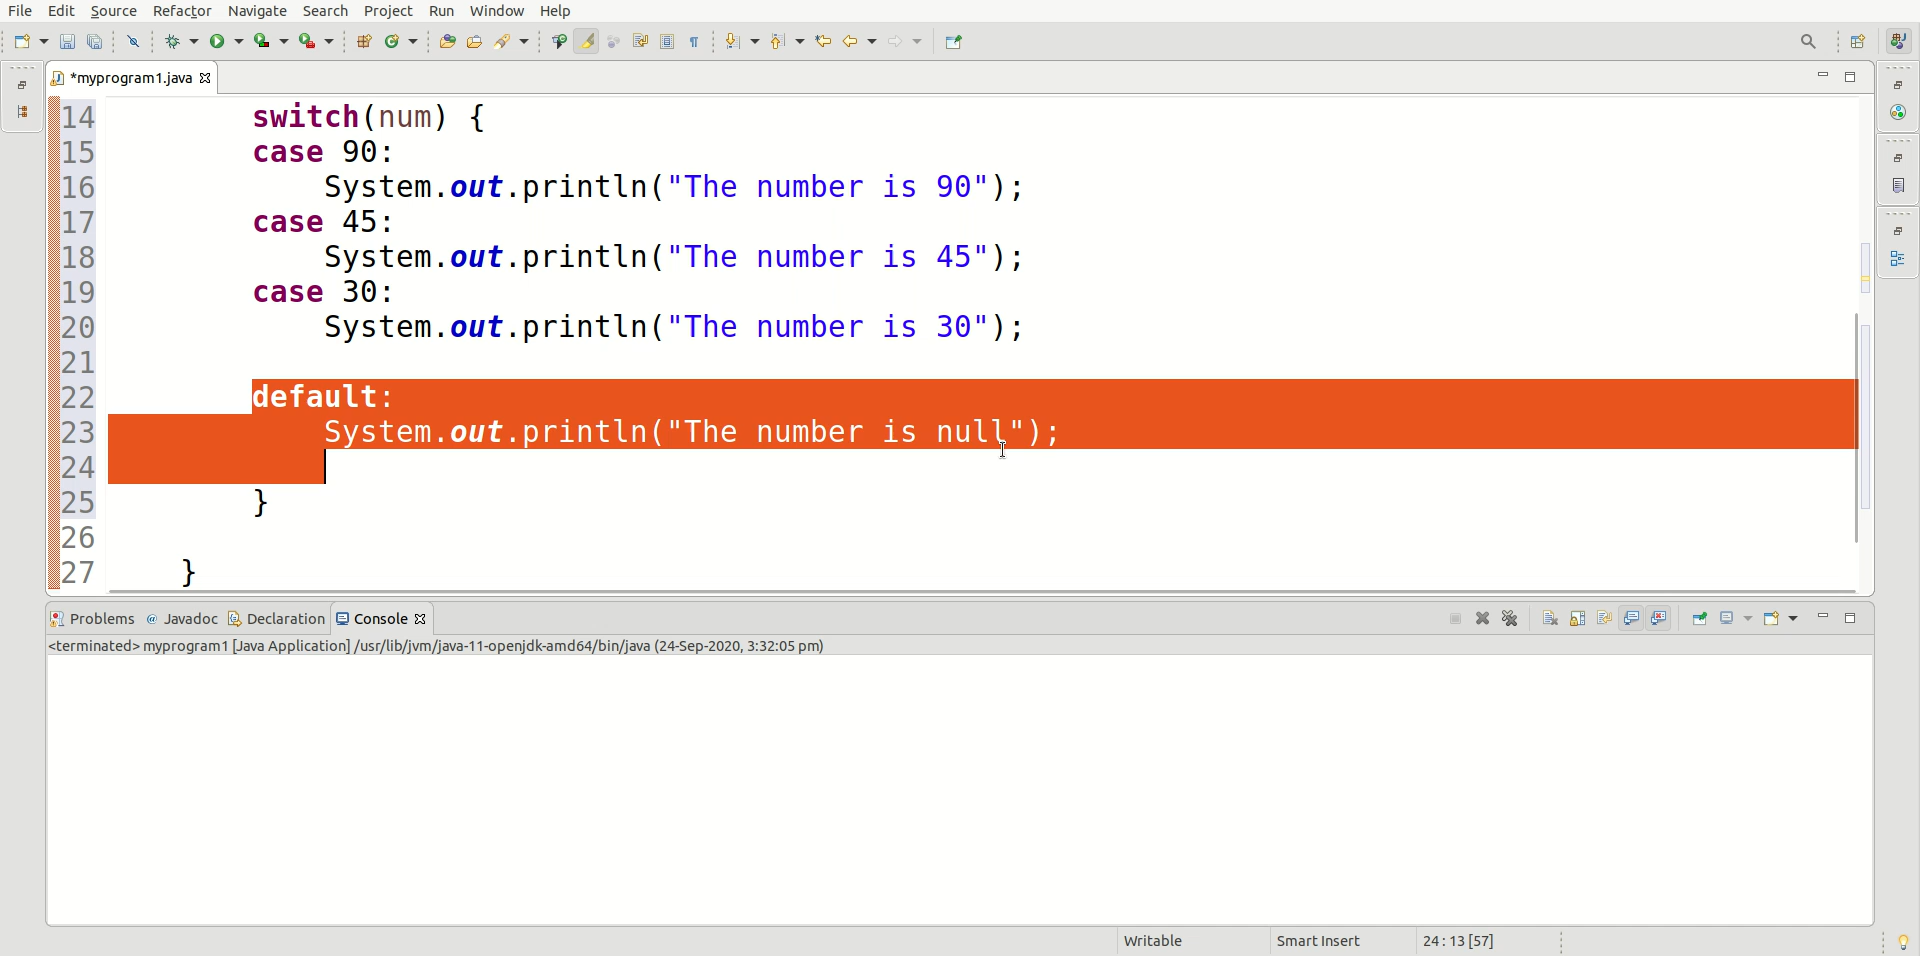 File Edit Source Refactor Navigate Search Project Run Window Help
*myprogram1.java
14 switch(num) {
15 case 90:
16 System.out.println("The number is 90");
17 case 45:
18 System.out.println("The number is 45");
19 case 30:
20 System.out.println("The number is 30");
21
22 default:
23 System.out.println("The number is null");
24
25 }
26
27 }
Problems @ Javadoc Declaration Console
<terminated> myprogram1 [Java Application] /usr/lib/jvm/java-11-openjdk-amd64/bin/java (24-Sep-2020, 3:32:05 pm)
Writable Smart Insert 24 : 13 [57]